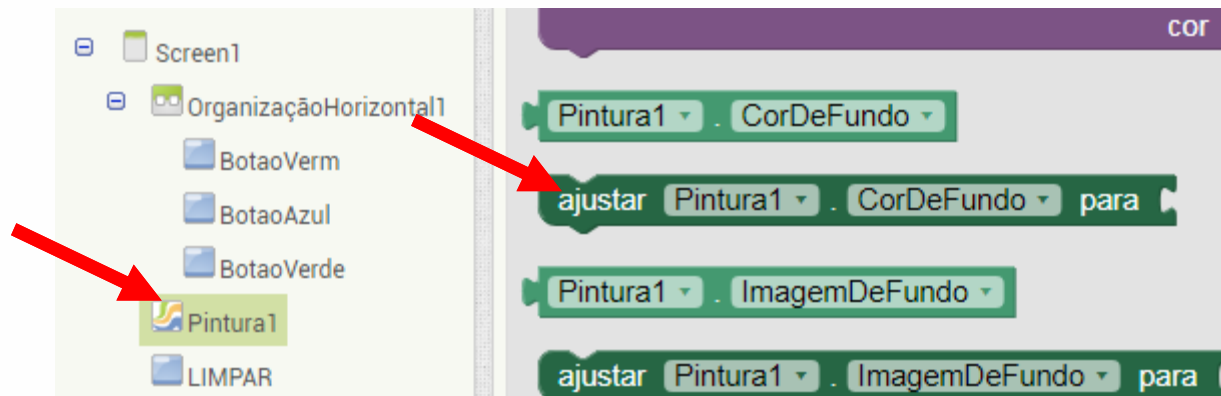 Screen1
OrganizaçãoHorizontal1
BotaoVerm
BotaoAzul
BotaoVerde
Pintura1
LIMPAR
cor
Pintura1 . CorDeFundo
ajustar Pintura1 . CorDeFundo para
Pintura1 . ImagemDeFundo
ajustar Pintura1 . ImagemDeFundo para